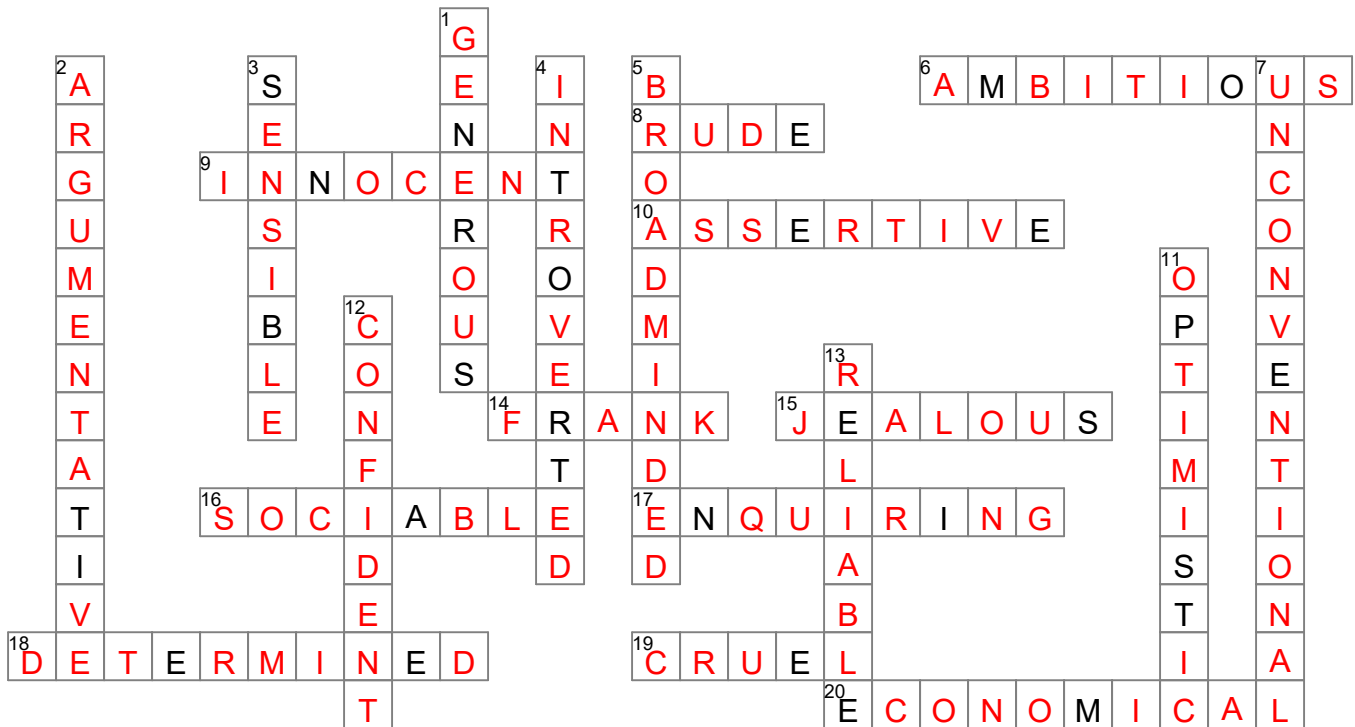 1 GENEROUS
2 ARGUMENTATIVE
3 SENSIBLE
4 INTROVERTED
5 BROADMINDED
6 AMBITIOUS
7 UNCONVENTIONAL
8 RUDE
9 INNOCENT
10 ASSERTIVE
11 OPTIMISTIC
12 CONFIDENT
13 RELIABLE
14 FRANK
15 JEALOUS
16 SOCIABLE
17 ENQUIRING
18 DETERMINED
19 CRUEL
20 ECONOMICAL